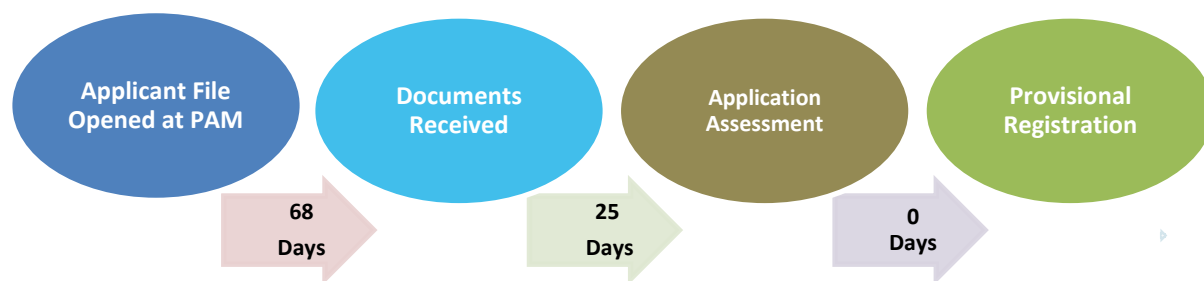 Applicant File
Opened at PAM
Documents
Received
Application
Assessment
Provisional
Registration
68
Days
25
Days
0
Days